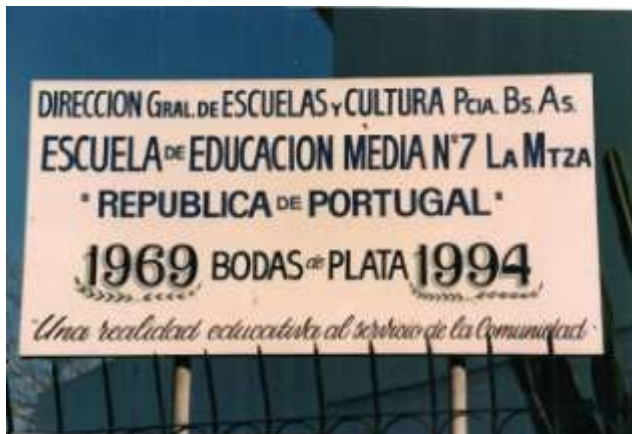 DIRECCION GRAL. DE ESCUELAS Y CULTURA PCIA. BS. AS.
ESCUELA DE EDUCACION MEDIA N°7 LA MTZA
"REPUBLICA DE PORTUGAL"
1969 BODAS de PLATA 1994
"Una realidad educativa al servicio de la Comunidad"